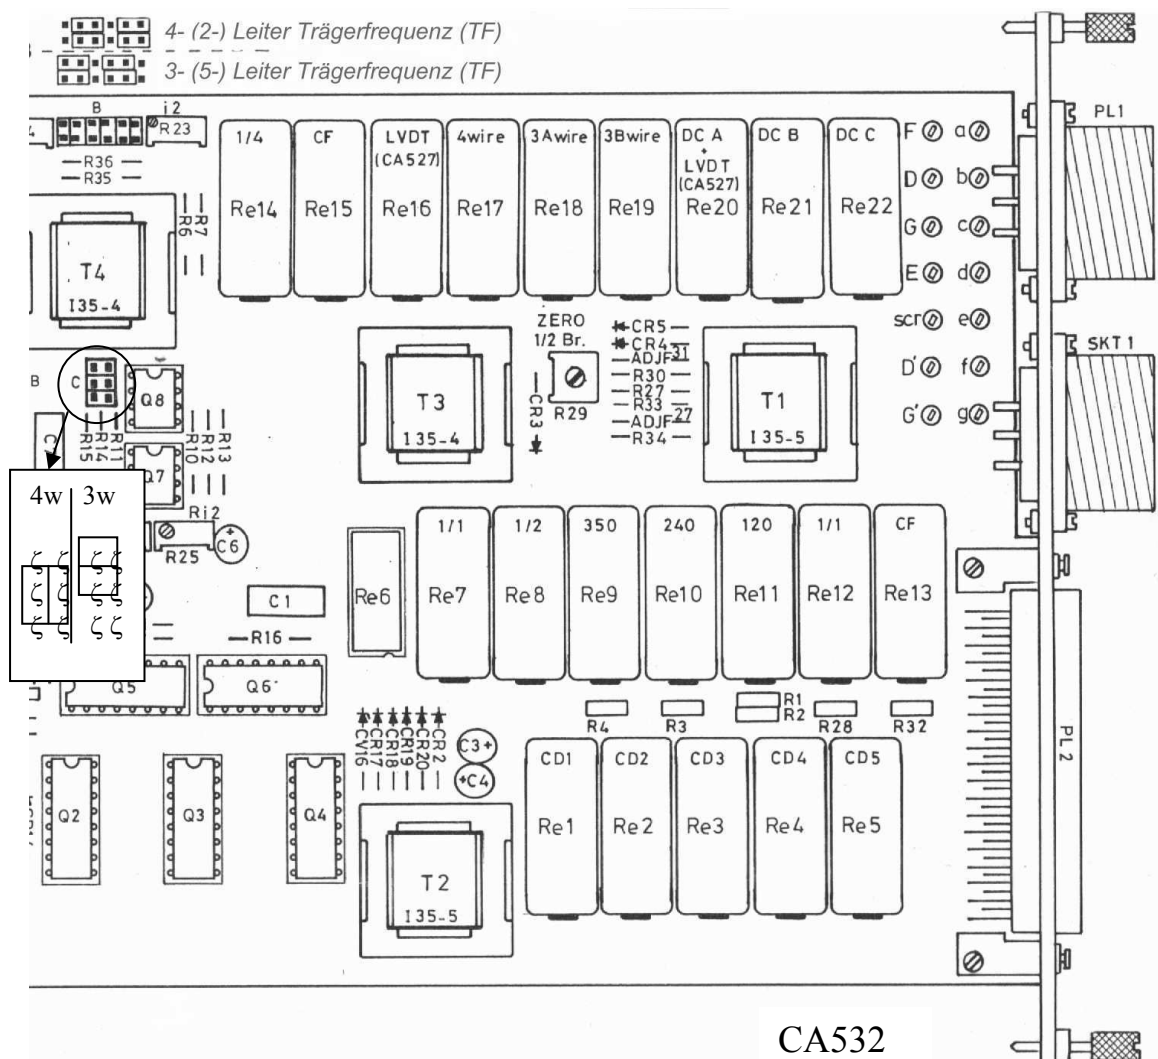 4- (2-) Leiter Trägerfrequenz (TF)
3- (5-) Leiter Trägerfrequenz (TF)
B i2
R23
R36
R35
1/4 CF LVDT (CA527) 4wire 3Awire 3Bwire DC A + LVDT (CA527) DC B DC C
Re14 Re15 Re16 Re17 Re18 Re19 Re20 Re21 Re22
F a
D b
G c
E d
scr e
D' f
G' g
PL1
SKT 1
R6
R7
T4
I35-4
ZERO
1/2 Br.
R29
CR3
CR5
CR4
ADJF31
R30
R27
R33
ADJF27
R34
T3
I35-4
T1
I35-5
B C
Q8
R15
R14
R11
R10
R12
R13
Q7
Ri2
R25
C6
4w 3w
C1
R16
Q5 Q6
Re6
1/1 1/2 350 240 120 1/1 CF
Re7 Re8 Re9 Re10 Re11 Re12 Re13
R4 R3 R1 R2 R28 R32
CV16
CR17
CR18
CR19
CR20
CR2
C3+
+C4
CD1 CD2 CD3 CD4 CD5
Re1 Re2 Re3 Re4 Re5
PL2
Q2 Q3 Q4
T2
I35-5
CA532